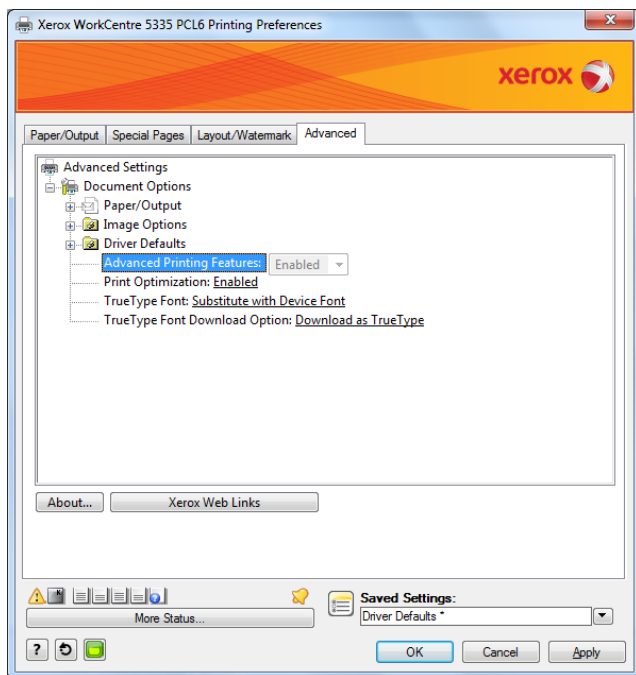 Xerox WorkCentre 5335 PCL6 Printing Preferences
xerox
Paper/Output Special Pages Layout/Watermark Advanced
Advanced Settings
Document Options
Paper/Output
Image Options
Driver Defaults
Advanced Printing Features: Enabled
Print Optimization: Enabled
TrueType Font: Substitute with Device Font
TrueType Font Download Option: Download as TrueType
About... Xerox Web Links
More Status...
Saved Settings:
Driver Defaults *
? OK Cancel Apply